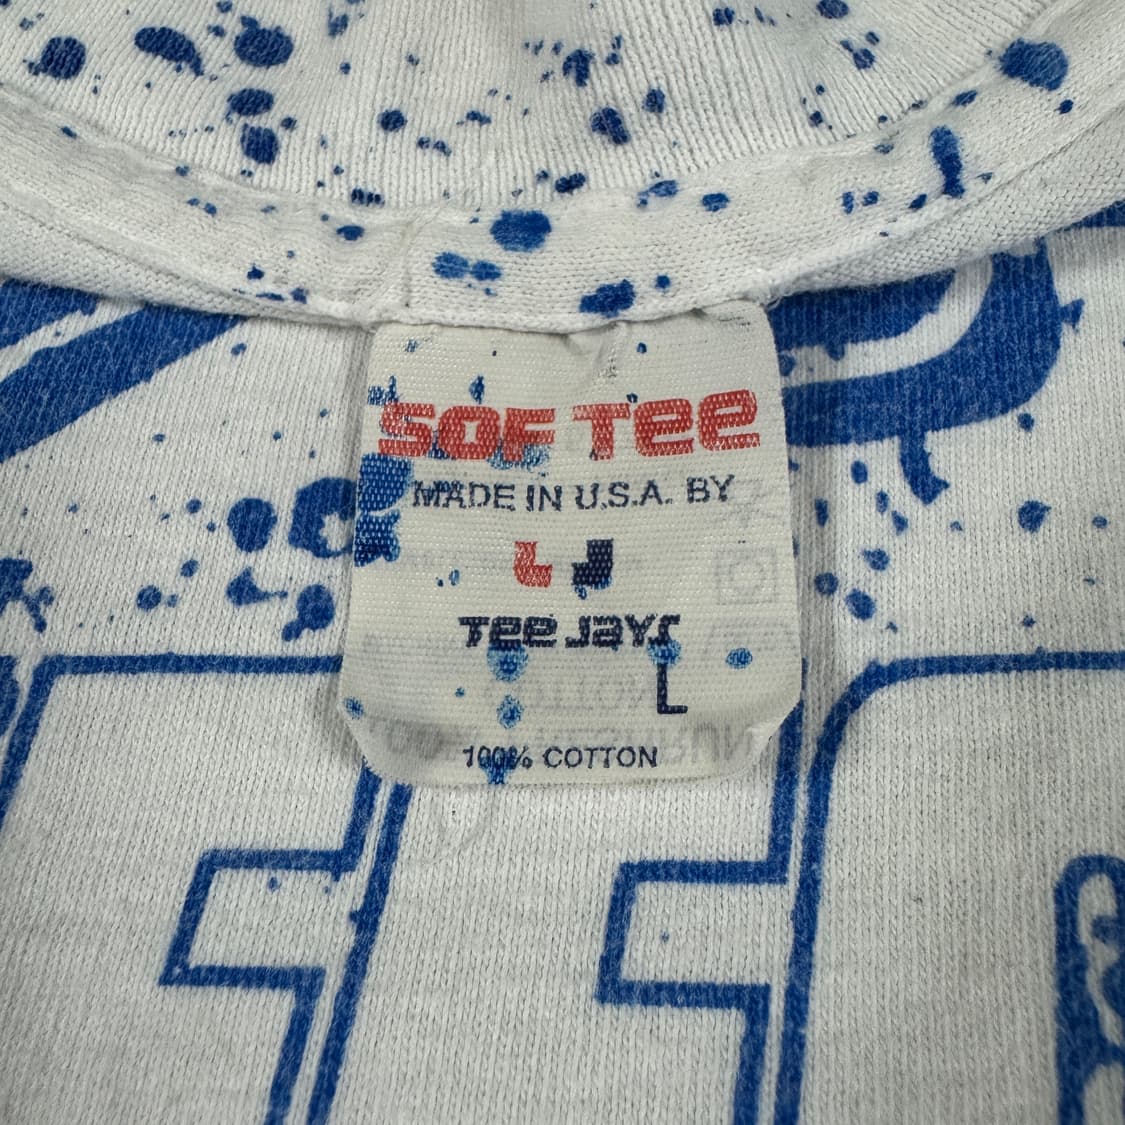 SOF TEE
MADE IN U.S.A. BY
TJ
TEE JAYS
L
100% COTTON